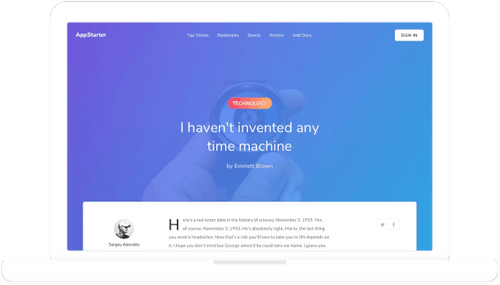 AppStarter
Top Stories Bookmarks Search Archive Add Story
SIGN IN
TECHNOLOGY
I haven't invented any
time machine
by Emmett Brown
Here's a red-letter date in the history of science, November 5, 1955. Yes,
of course, November 5, 1955. He's absolutely right, Marty, the last thing
you need is headaches. Now that's a risk you'll have to take you're life depends on
it. I hope you don't mind but George asked if he could take me home. I guess you
Sergey